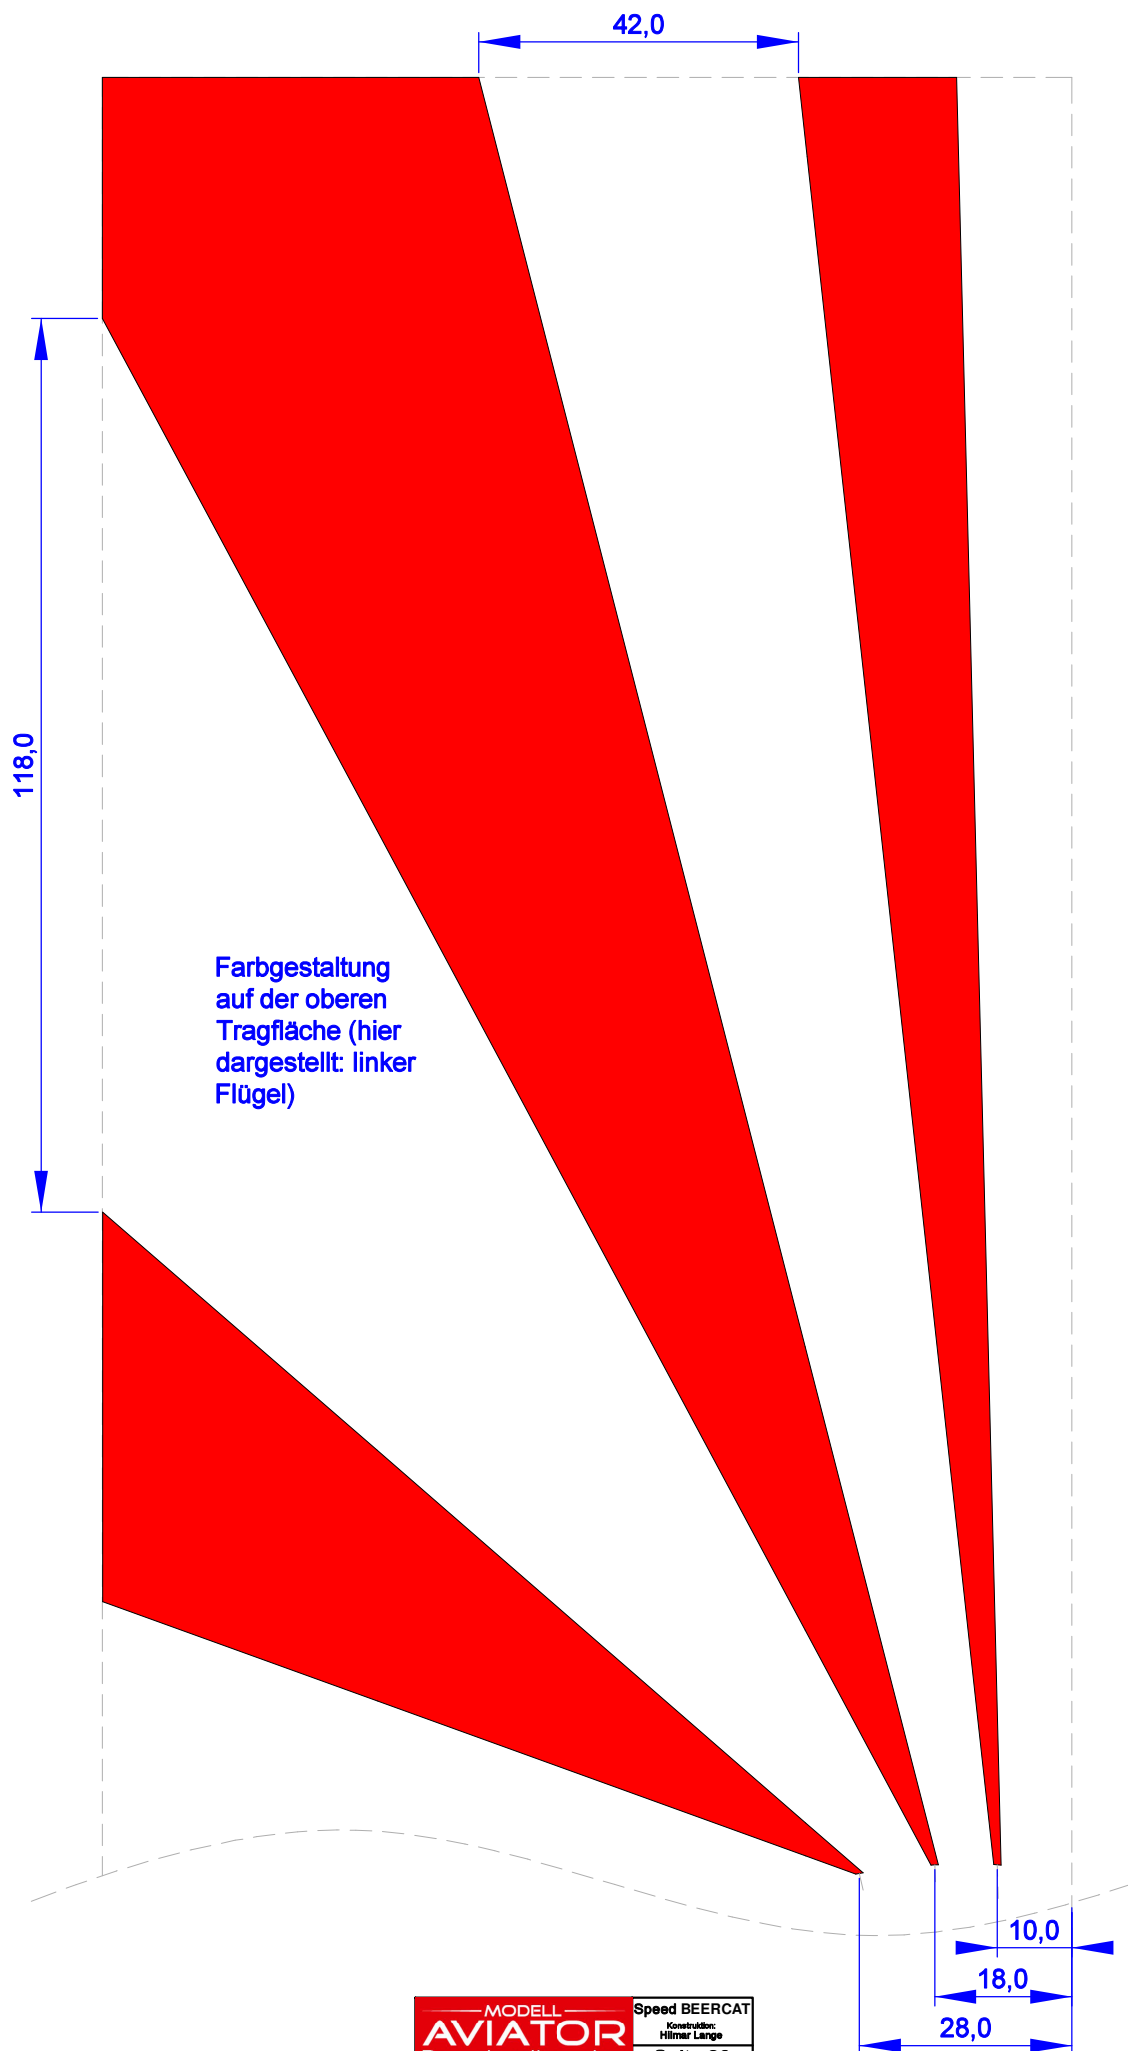 42,0
118,0
Farbgestaltung
auf der oberen
Tragfläche (hier
dargestellt: linker
Flügel)
10,0
18,0
28,0
MODELL
AVIATOR
Speed BEERCAT
Konstruktion:
Hilmar Lange